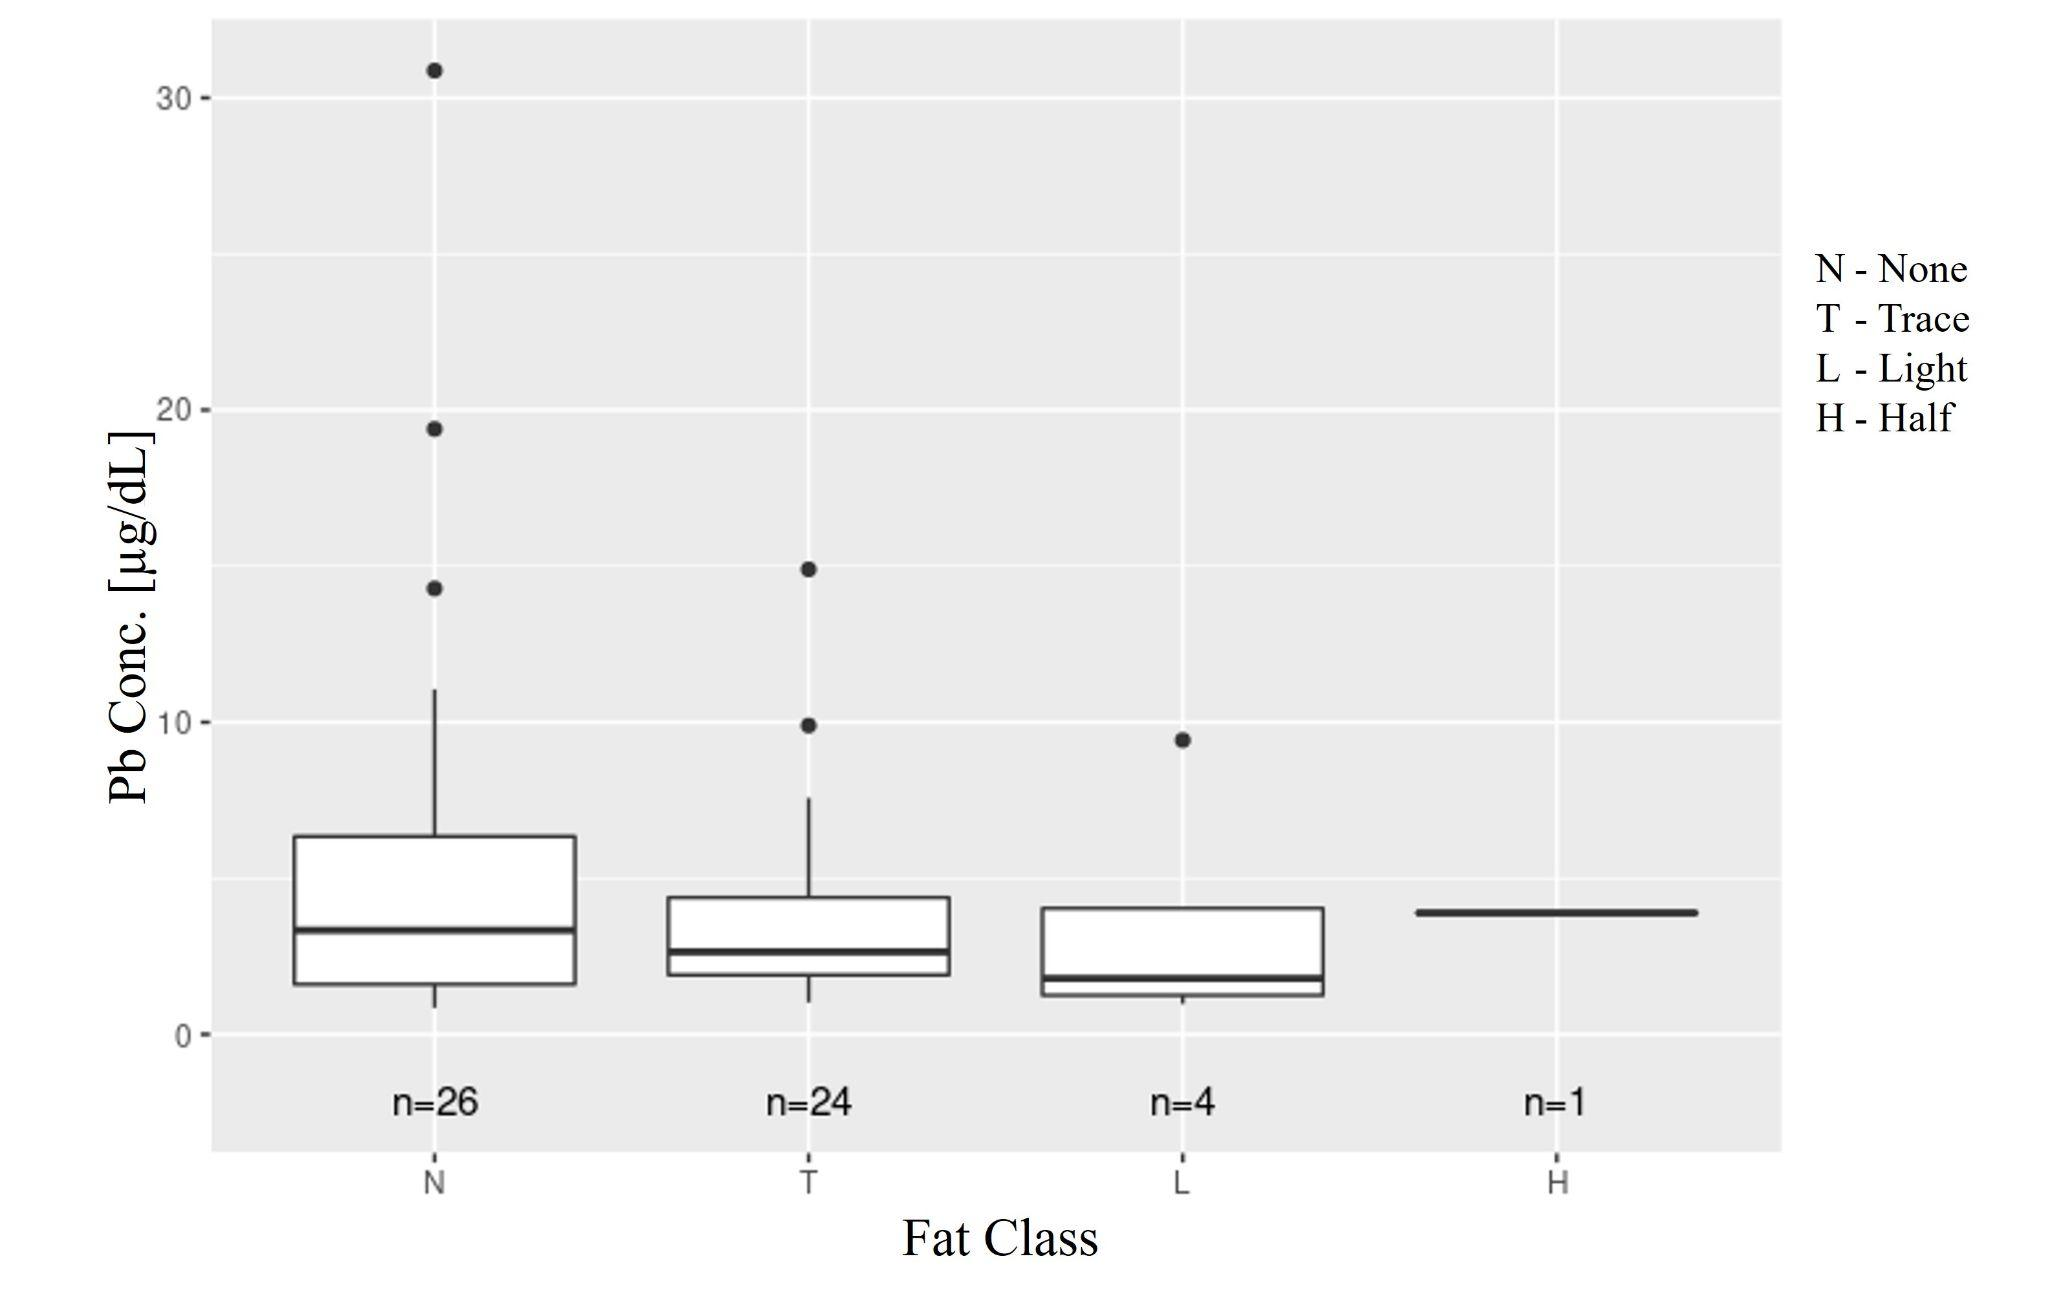 30
20
10
0
Pb Conc. [µg/dL]
n=26
n=24
n=4
n=1
N
T
L
H
Fat Class
N - None
T - Trace
L - Light
H - Half